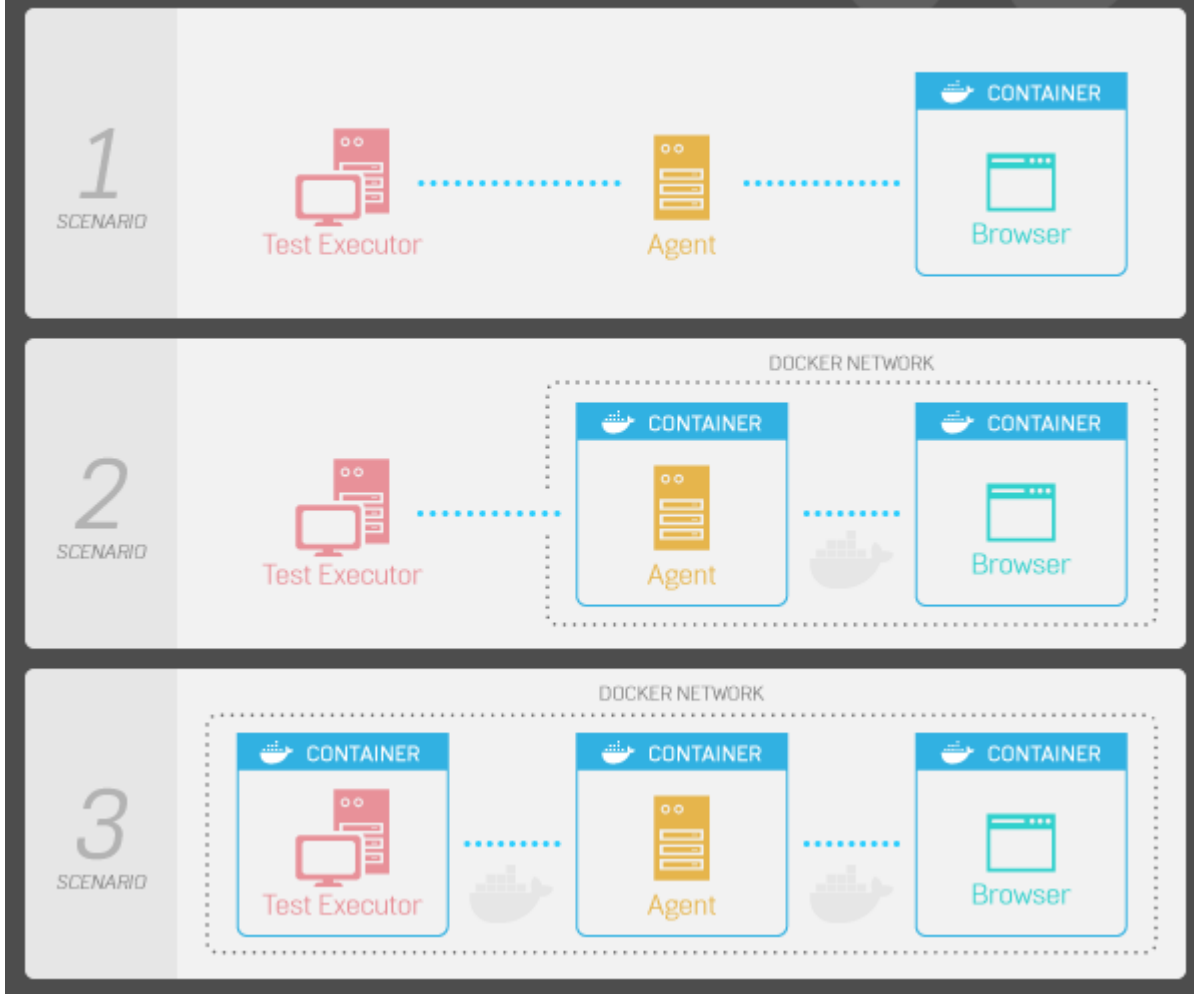 1
SCENARIO
Test Executor
Agent
CONTAINER
Browser
2
SCENARIO
DOCKER NETWORK
Test Executor
CONTAINER
Agent
CONTAINER
Browser
3
SCENARIO
DOCKER NETWORK
CONTAINER
Test Executor
CONTAINER
Agent
CONTAINER
Browser